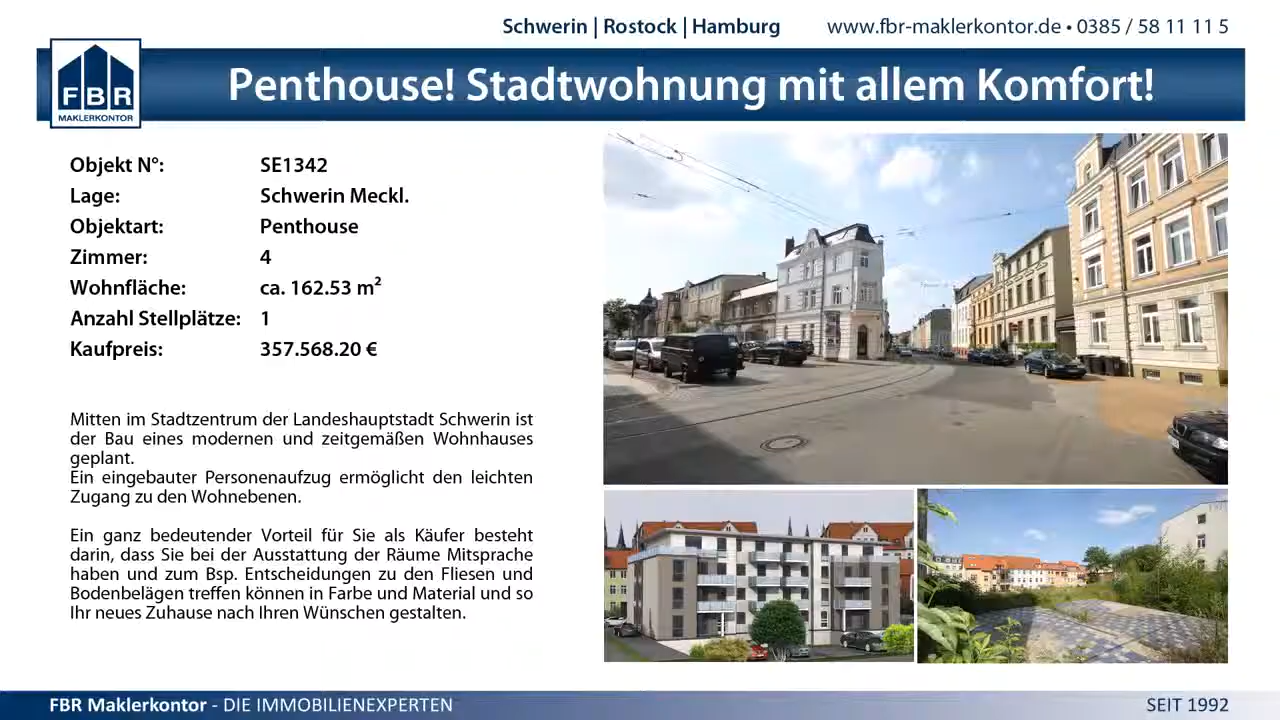 Schwerin | Rostock | Hamburg www.fbr-maklerkontor.de • 0385 / 58 11 11 5
FBR
MAKLERKONTOR
Penthouse! Stadtwohnung mit allem Komfort!
Objekt N°: SE1342
Lage: Schwerin Meckl.
Objektart: Penthouse
Zimmer: 4
Wohnfläche: ca. 162.53 m²
Anzahl Stellplätze: 1
Kaufpreis: 357.568.20 €
Mitten im Stadtzentrum der Landeshauptstadt Schwerin ist
der Bau eines modernen und zeitgemäßen Wohnhauses
geplant.
Ein eingebauter Personenaufzug ermöglicht den leichten
Zugang zu den Wohnebenen.
Ein ganz bedeutender Vorteil für Sie als Käufer besteht
darin, dass Sie bei der Ausstattung der Räume Mitsprache
haben und zum Bsp. Entscheidungen zu den Fliesen und
Bodenbelägen treffen können in Farbe und Material und so
Ihr neues Zuhause nach Ihren Wünschen gestalten.
FBR Maklerkontor - DIE IMMOBILIENEXPERTEN SEIT 1992